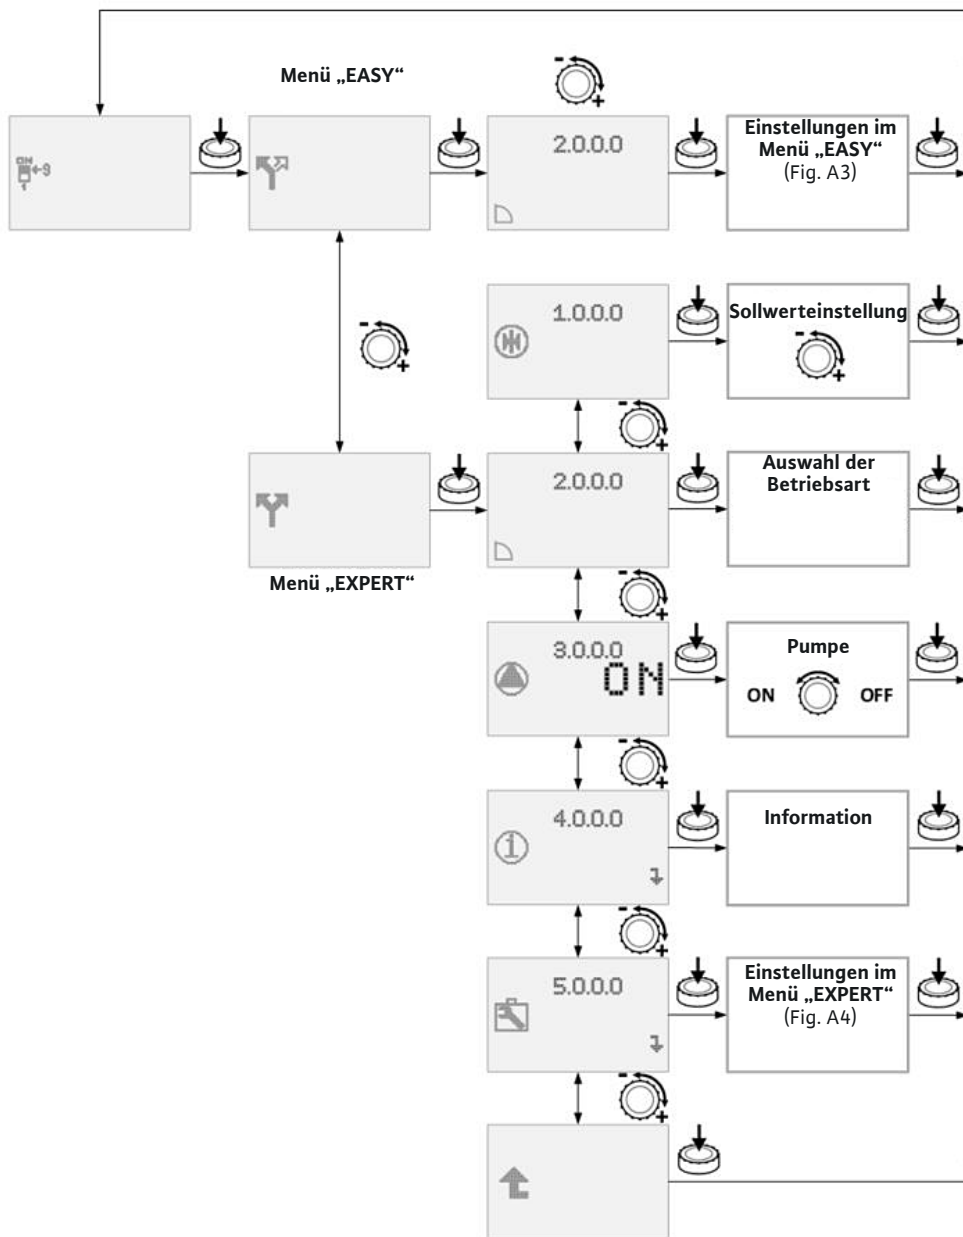 Menü „EASY“
- +
ON
1
2.0.0.0
Einstellungen im
Menü „EASY“
(Fig. A3)
1.0.0.0
Sollwerteinstellung
- +
- +
- +
2.0.0.0
Auswahl der
Betriebsart
Menü „EXPERT“
- +
3.0.0.0
ON
Pumpe
ON OFF
- +
4.0.0.0
i
Information
- +
5.0.0.0
Einstellungen im
Menü „EXPERT“
(Fig. A4)
- +